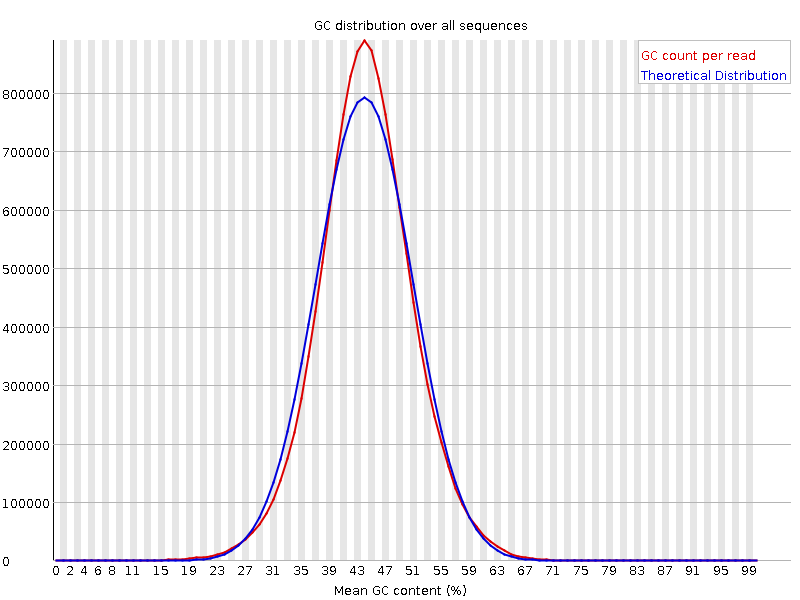 GC distribution over all sequences
GC count per read
Theoretical Distribution
800000
700000
600000
500000
400000
300000
200000
100000
0
0 2 4 6 8 11 15 19 23 27 31 35 39 43 47 51 55 59 63 67 71 75 79 83 87 91 95 99
Mean GC content (%)